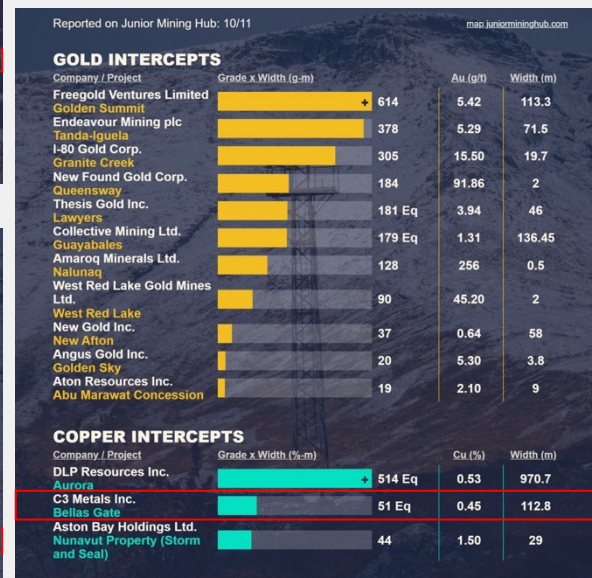 Reported on Junior Mining Hub: 10/11 map.juniormininghub.com
GOLD INTERCEPTS
Company / Project Grade x Width (g-m) Au (g/t) Width (m)
Freegold Ventures Limited
Golden Summit + 614 5.42 113.3
Endeavour Mining plc
Tanda-Iguela 378 5.29 71.5
I-80 Gold Corp.
Granite Creek 305 15.50 19.7
New Found Gold Corp.
Queensway 184 91.86 2
Thesis Gold Inc.
Lawyers 181 Eq 3.94 46
Collective Mining Ltd.
Guayabales 179 Eq 1.31 136.45
Amaroq Minerals Ltd.
Nalunaq 128 256 0.5
West Red Lake Gold Mines
Ltd. 90 45.20 2
West Red Lake
New Gold Inc.
New Afton 37 0.64 58
Angus Gold Inc.
Golden Sky 20 5.30 3.8
Aton Resources Inc.
Abu Marawat Concession 19 2.10 9
COPPER INTERCEPTS
Company / Project Grade x Width (%-m) Cu (%) Width (m)
DLP Resources Inc.
Aurora + 514 Eq 0.53 970.7
C3 Metals Inc.
Bellas Gate 51 Eq 0.45 112.8
Aston Bay Holdings Ltd.
Nunavut Property (Storm 44 1.50 29
and Seal)